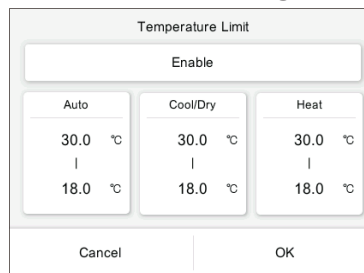 Temperature Limit
Enable
Auto
30.0 ℃
|
18.0 ℃
Cool/Dry
30.0 ℃
|
18.0 ℃
Heat
30.0 ℃
|
18.0 ℃
Cancel
OK